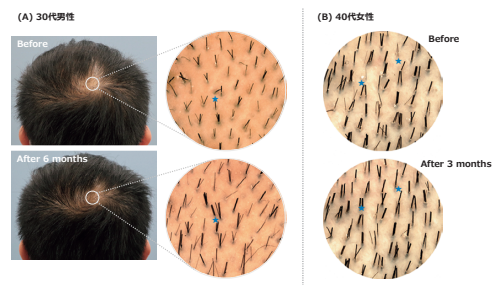 (A) 30代男性
Before
After 6 months
(B) 40代女性
Before
After 3 months